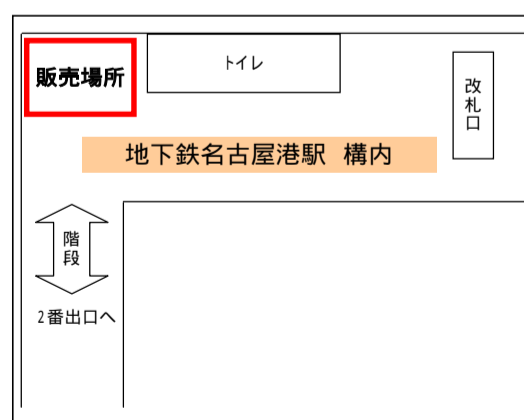 販売場所
トイレ
改札口
地下鉄名古屋港駅 構内
階段
2番出口へ